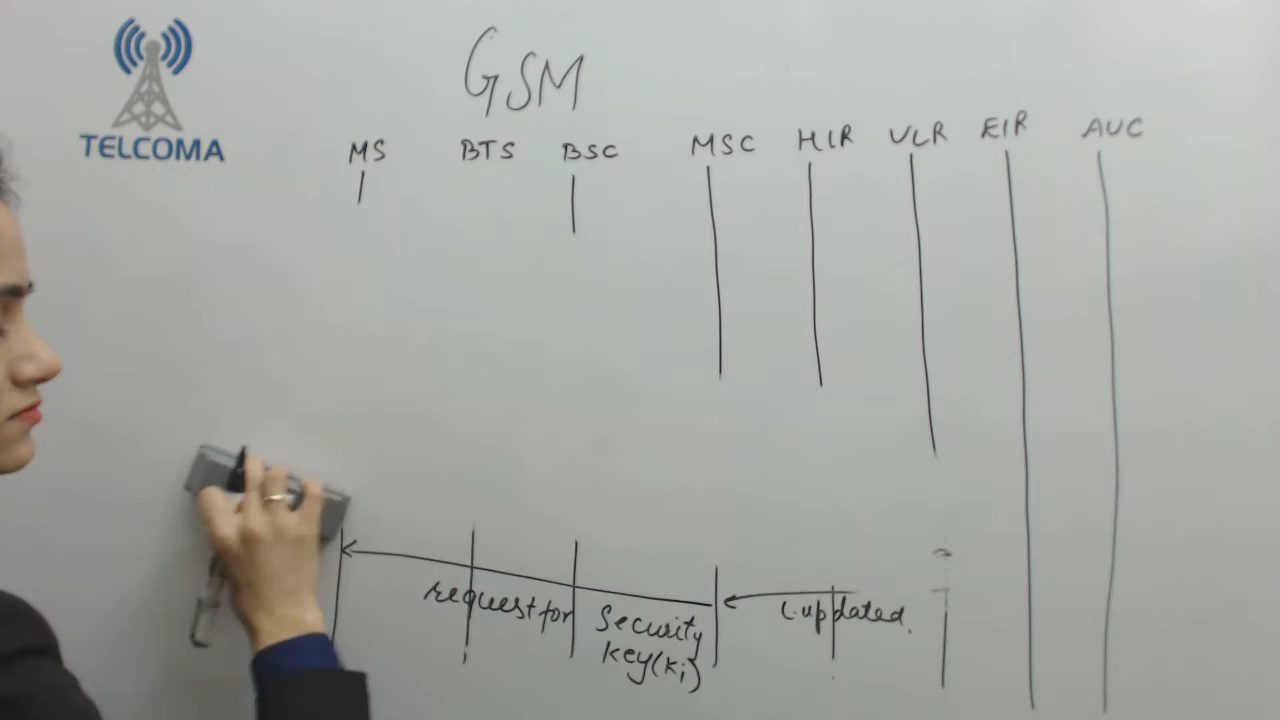 GSM
TELCOMA
MS BTS BSC MSC HLR VLR EIR AUC
request for Security key(ki)
L.updated.